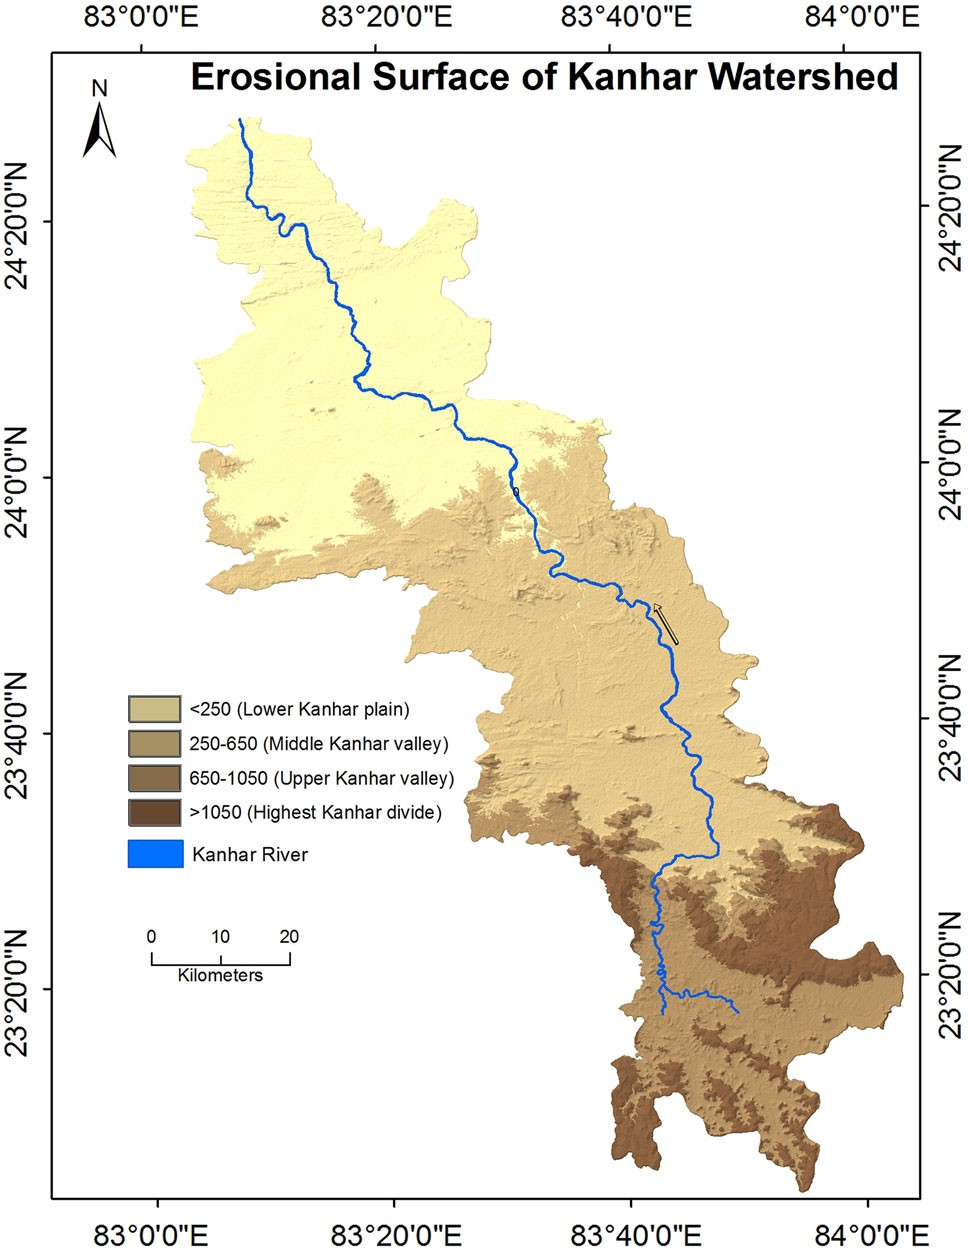 83°0'0"E 83°20'0"E 83°40'0"E 84°0'0"E
Erosional Surface of Kanhar Watershed
N
24°20'0"N 24°20'0"N
24°0'0"N 24°0'0"N
23°40'0"N 23°40'0"N
<250 (Lower Kanhar plain)
250-650 (Middle Kanhar valley)
650-1050 (Upper Kanhar valley)
>1050 (Highest Kanhar divide)
Kanhar River
0 10 20
Kilometers
23°20'0"N 23°20'0"N
83°0'0"E 83°20'0"E 83°40'0"E 84°0'0"E